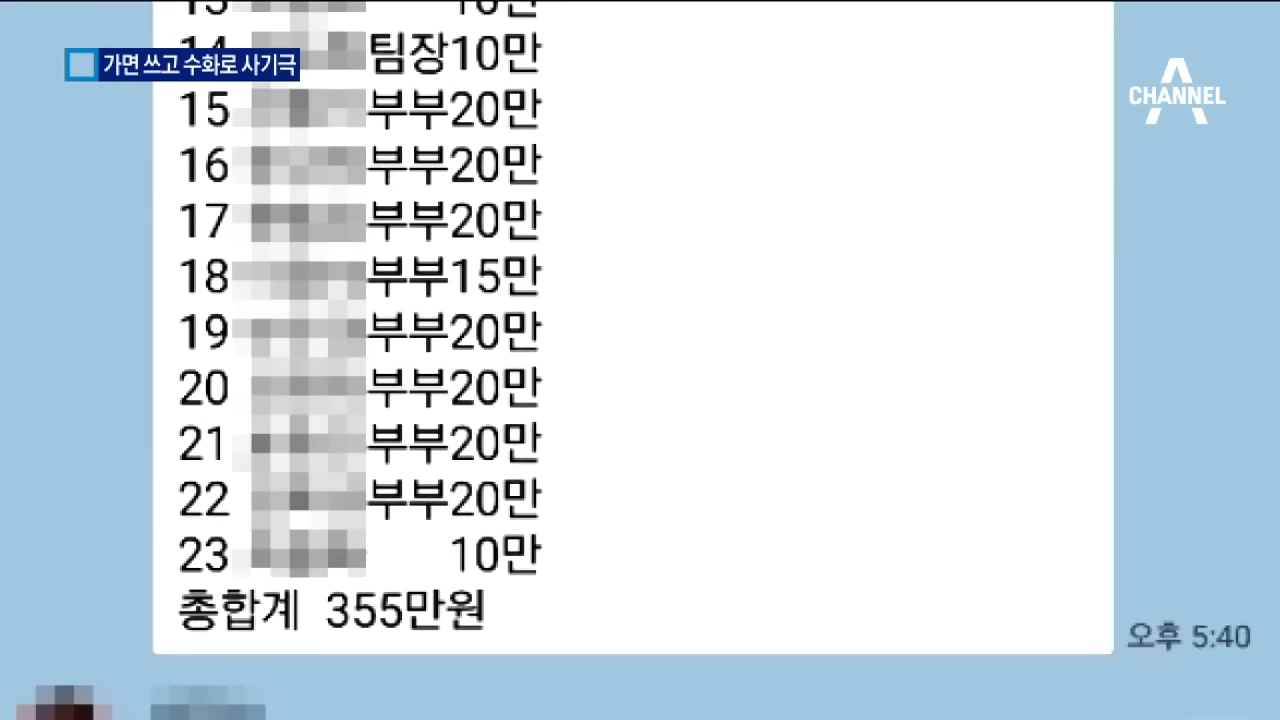 14 팀장10만
가면 쓰고 수화로 사기극
CHANNEL A
15 부부20만
16 부부20만
17 부부20만
18 부부15만
19 부부20만
20 부부20만
21 부부20만
22 부부20만
23 10만
총합계 355만원
오후 5:40